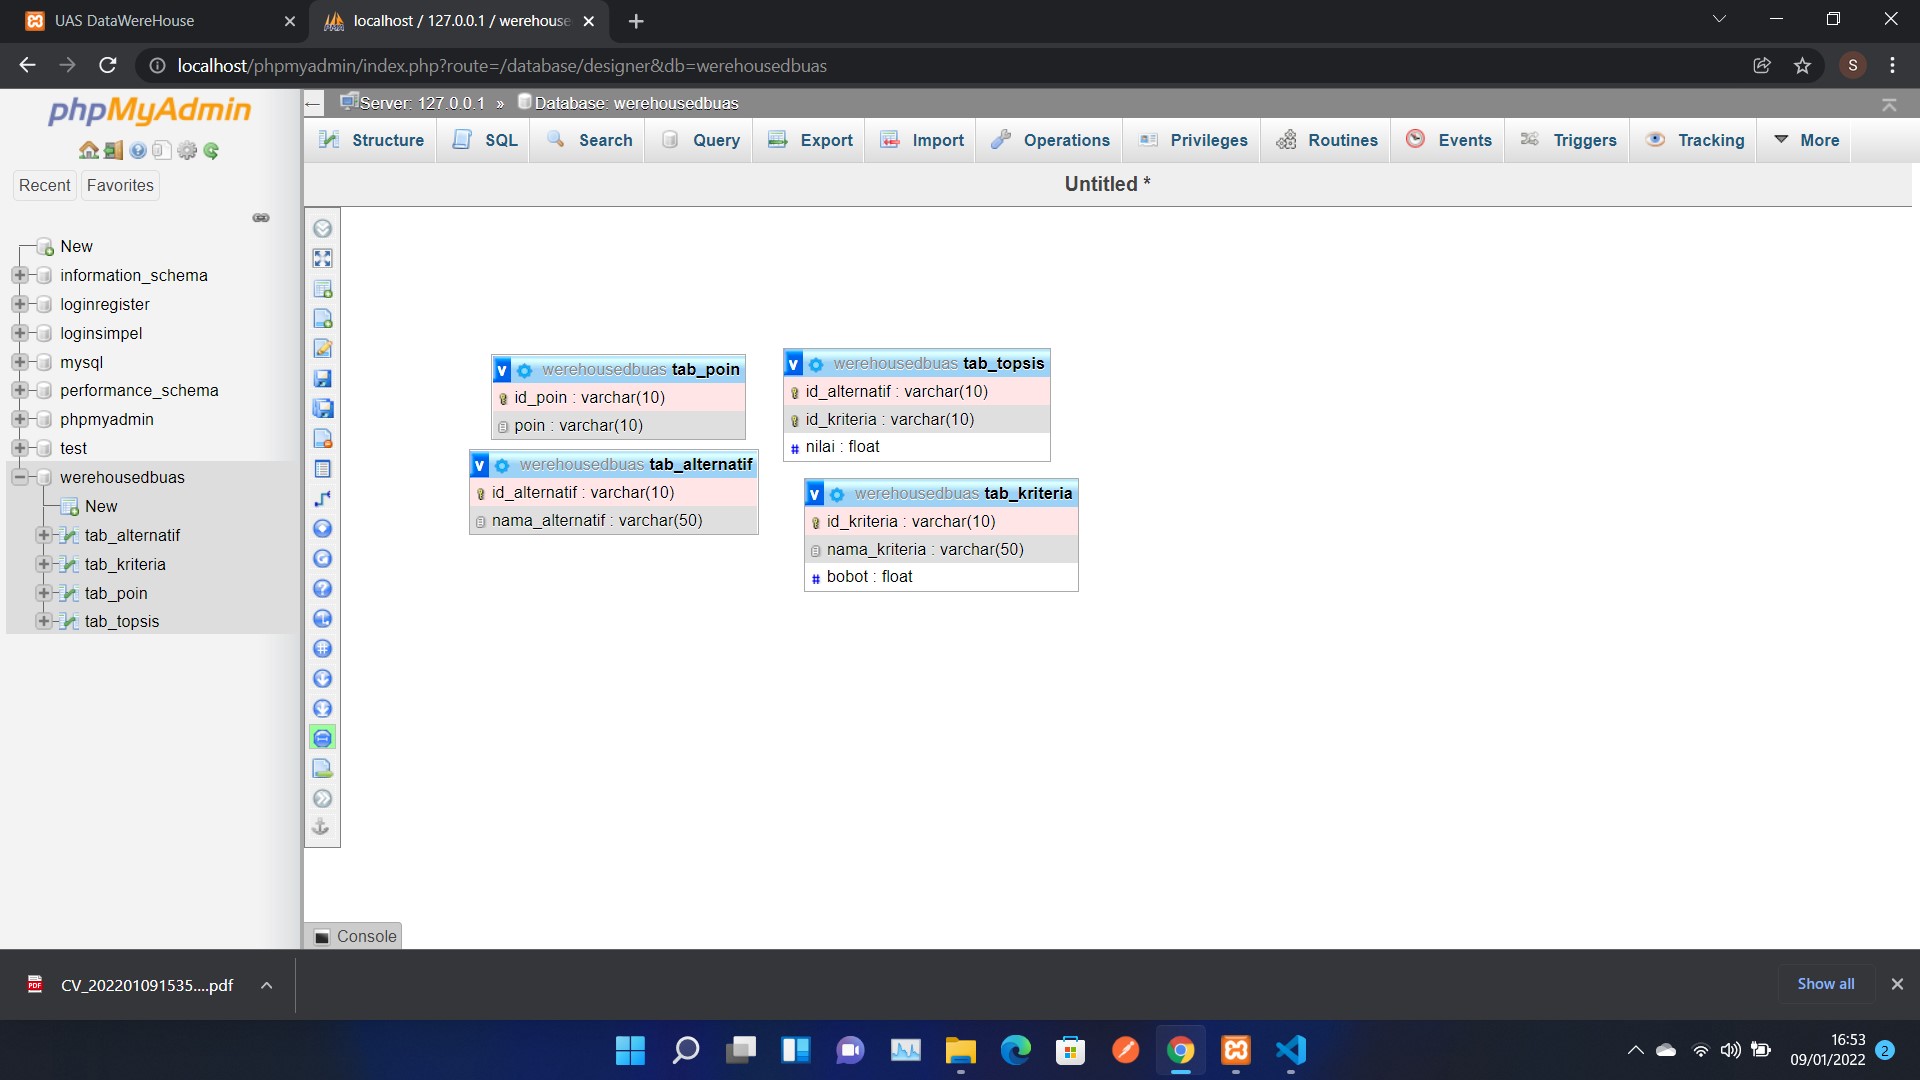 UAS DataWereHouse
localhost / 127.0.0.1 / werehouse
localhost/phpmyadmin/index.php?route=/database/designer&db=werehousedbuas
S
phpMyAdmin
Recent
Favorites
New
information_schema
loginregister
loginsimpel
mysql
performance_schema
phpmyadmin
test
werehousedbuas
New
tab_alternatif
tab_kriteria
tab_poin
tab_topsis
Server: 127.0.0.1 » Database: werehousedbuas
Structure
SQL
Search
Query
Export
Import
Operations
Privileges
Routines
Events
Triggers
Tracking
More
Untitled *
v werehousedbuas tab_poin
id_poin : varchar(10)
poin : varchar(10)
v werehousedbuas tab_topsis
id_alternatif : varchar(10)
id_kriteria : varchar(10)
# nilai : float
v werehousedbuas tab_alternatif
id_alternatif : varchar(10)
nama_alternatif : varchar(50)
v werehousedbuas tab_kriteria
id_kriteria : varchar(10)
nama_kriteria : varchar(50)
# bobot : float
Console
PDF
CV_202201091535....pdf
Show all
16:53
09/01/2022
2